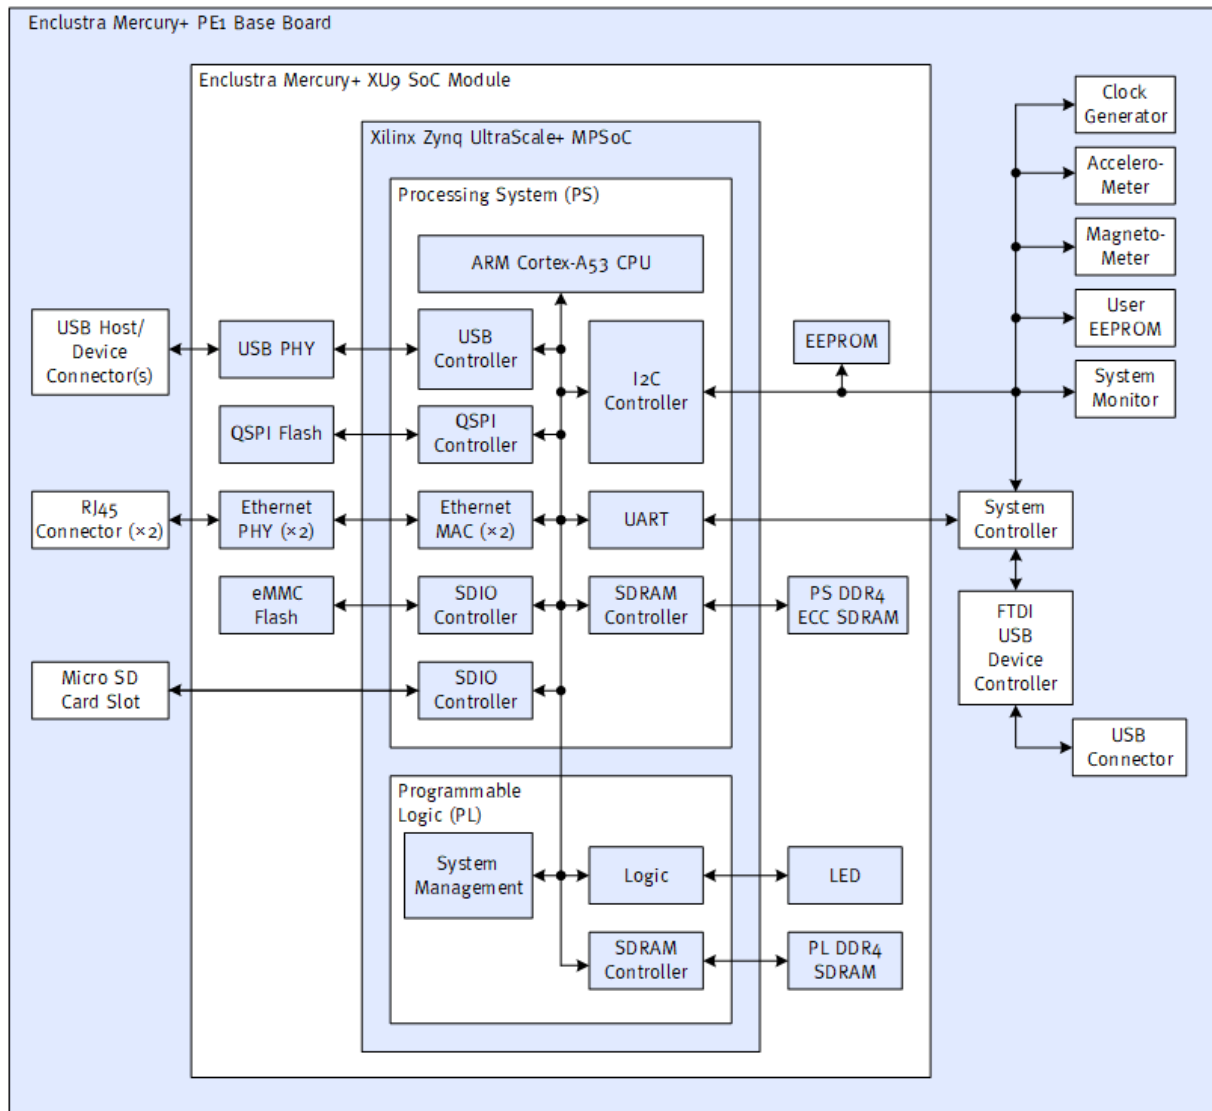 Enclustra Mercury+ PE1 Base Board
Enclustra Mercury+ XU9 SoC Module
Xilinx Zynq UltraScale+ MPSoC
Processing System (PS)
ARM Cortex-A53 CPU
USB Host/
Device
Connector(s)
USB PHY
USB
Controller
I2C
Controller
EEPROM
Clock
Generator
Accelero-
Meter
Magneto-
Meter
User
EEPROM
System
Monitor
QSPI Flash
QSPI
Controller
RJ45
Connector (×2)
Ethernet
PHY (×2)
Ethernet
MAC (×2)
UART
System
Controller
eMMC
Flash
SDIO
Controller
SDRAM
Controller
PS DDR4
ECC SDRAM
FTDI
USB
Device
Controller
Micro SD
Card Slot
SDIO
Controller
USB
Connector
Programmable
Logic (PL)
System
Management
Logic
LED
SDRAM
Controller
PL DDR4
SDRAM